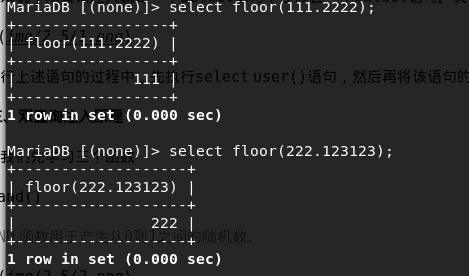 MariaDB [(none)]> select floor(111.2222);
+-----------------+
| floor(111.2222) |
+-----------------+
|             111 |
+-----------------+
1 row in set (0.000 sec)
MariaDB [(none)]> select floor(222.123123);
+-------------------+
| floor(222.123123) |
+-------------------+
|               222 |
+-------------------+
1 row in set (0.000 sec)